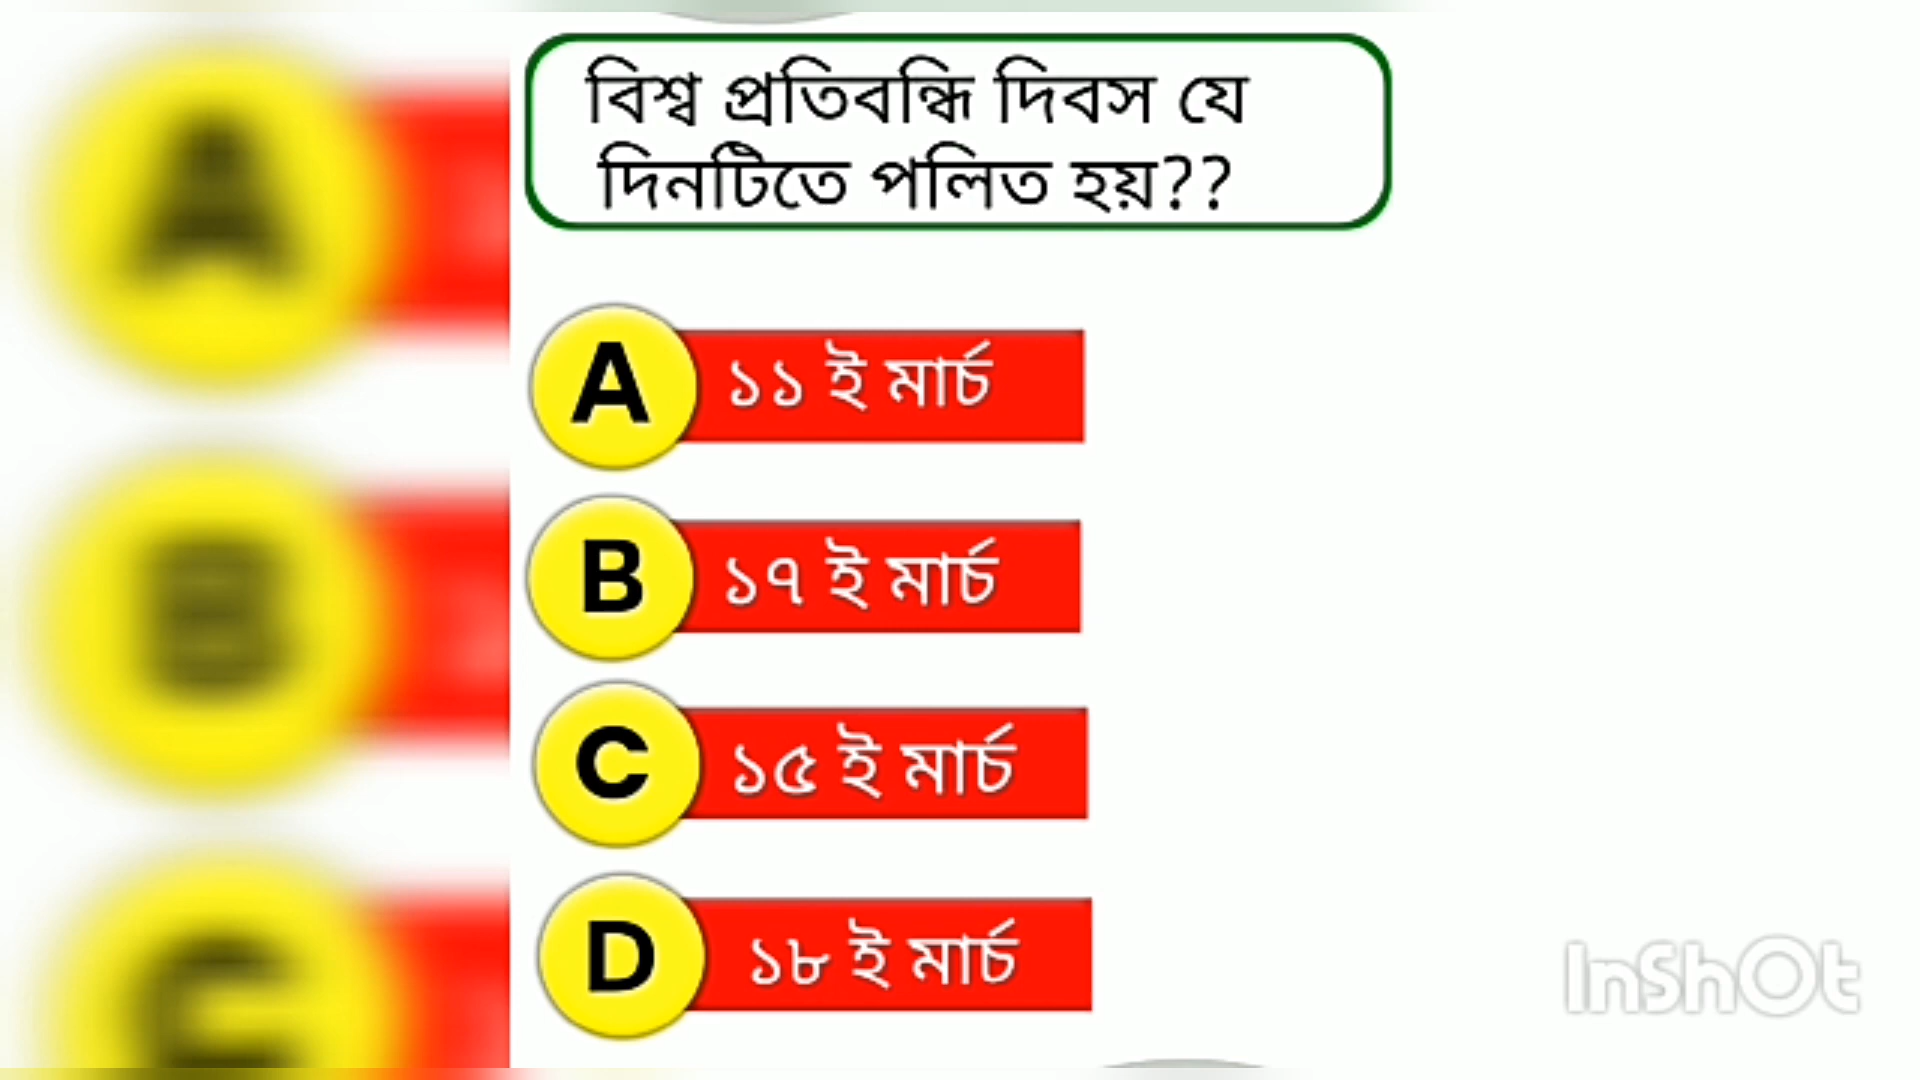 বিশ্ব প্রতিবন্ধি দিবস যে
দিনটিতে পলিত হয়??
A ১১ ই মার্চ
B ১৭ ই মার্চ
C ১৫ ই মার্চ
D ১৮ ই মার্চ
InShOt